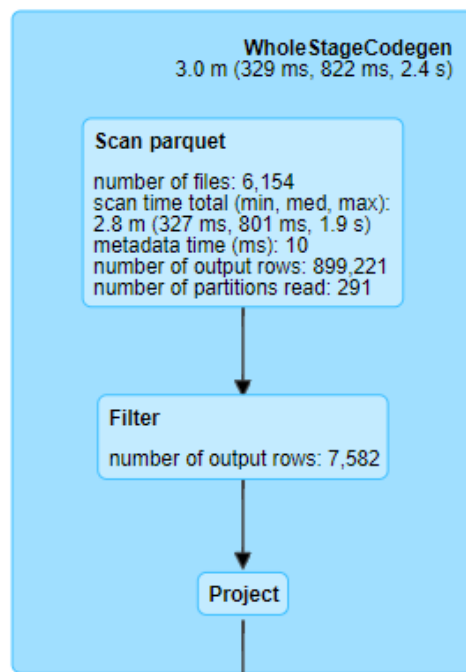 WholeStageCodegen
3.0 m (329 ms, 822 ms, 2.4 s)
Scan parquet
number of files: 6,154
scan time total (min, med, max):
2.8 m (327 ms, 801 ms, 1.9 s)
metadata time (ms): 10
number of output rows: 899,221
number of partitions read: 291
Filter
number of output rows: 7,582
Project